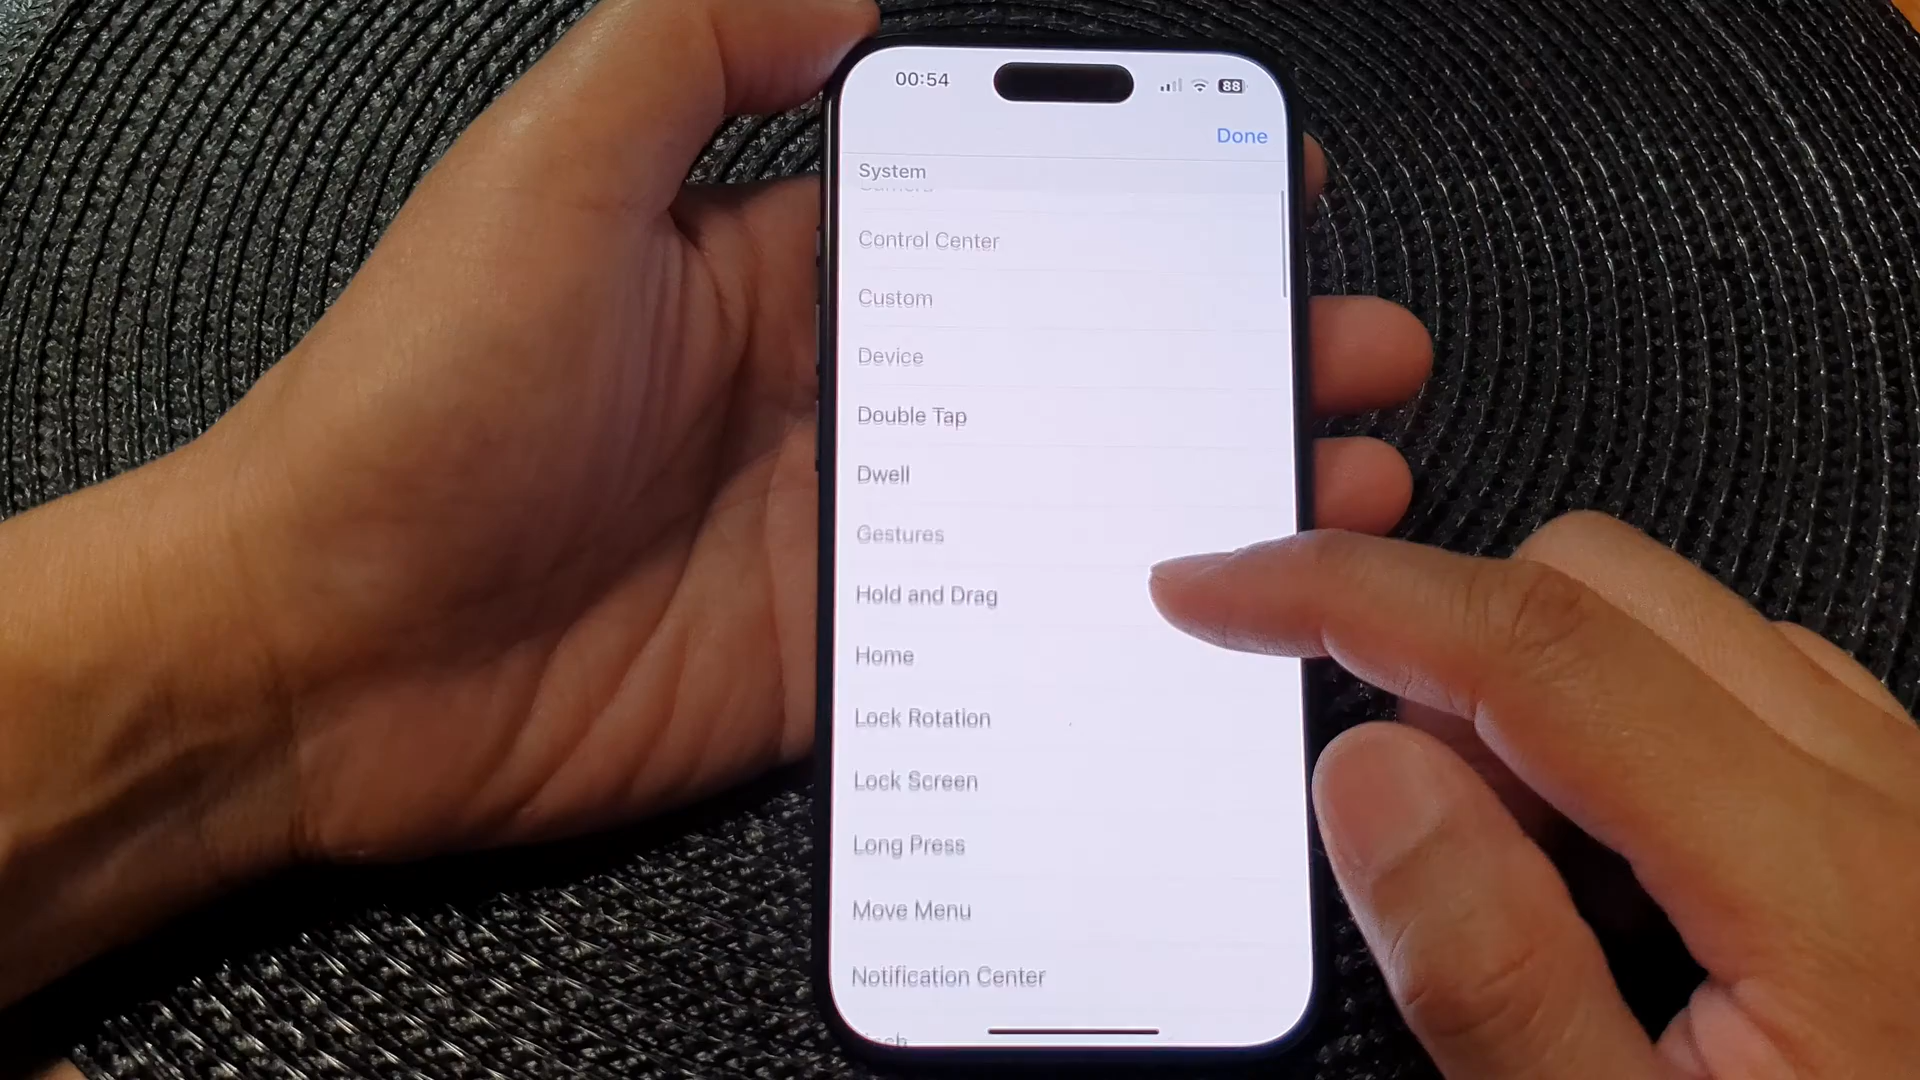 00:54
88
Done
System
Control Center
Custom
Device
Double Tap
Dwell
Gestures
Hold and Drag
Home
Lock Rotation
Lock Screen
Long Press
Move Menu
Notification Center